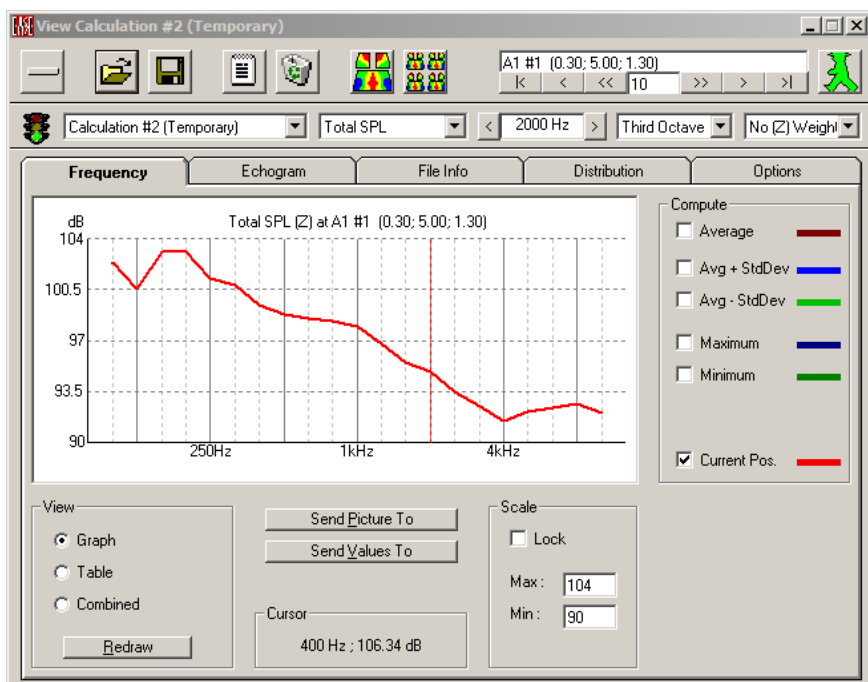 EASE
View Calculation #2 (Temporary)
A1 #1 (0.30; 5.00; 1.30)
|< < << 10 >> > >|
Calculation #2 (Temporary) Total SPL < 2000 Hz > Third Octave No (Z) Weight
Frequency Echogram File Info Distribution Options
dB Total SPL (Z) at A1 #1 (0.30; 5.00; 1.30)
104
100.5
97
93.5
90
250Hz 1kHz 4kHz
Compute
Average
Avg + StdDev
Avg - StdDev
Maximum
Minimum
Current Pos.
View
Graph
Table
Combined
Redraw
Send Picture To
Send Values To
Cursor
400 Hz ; 106.34 dB
Scale
Lock
Max : 104
Min : 90